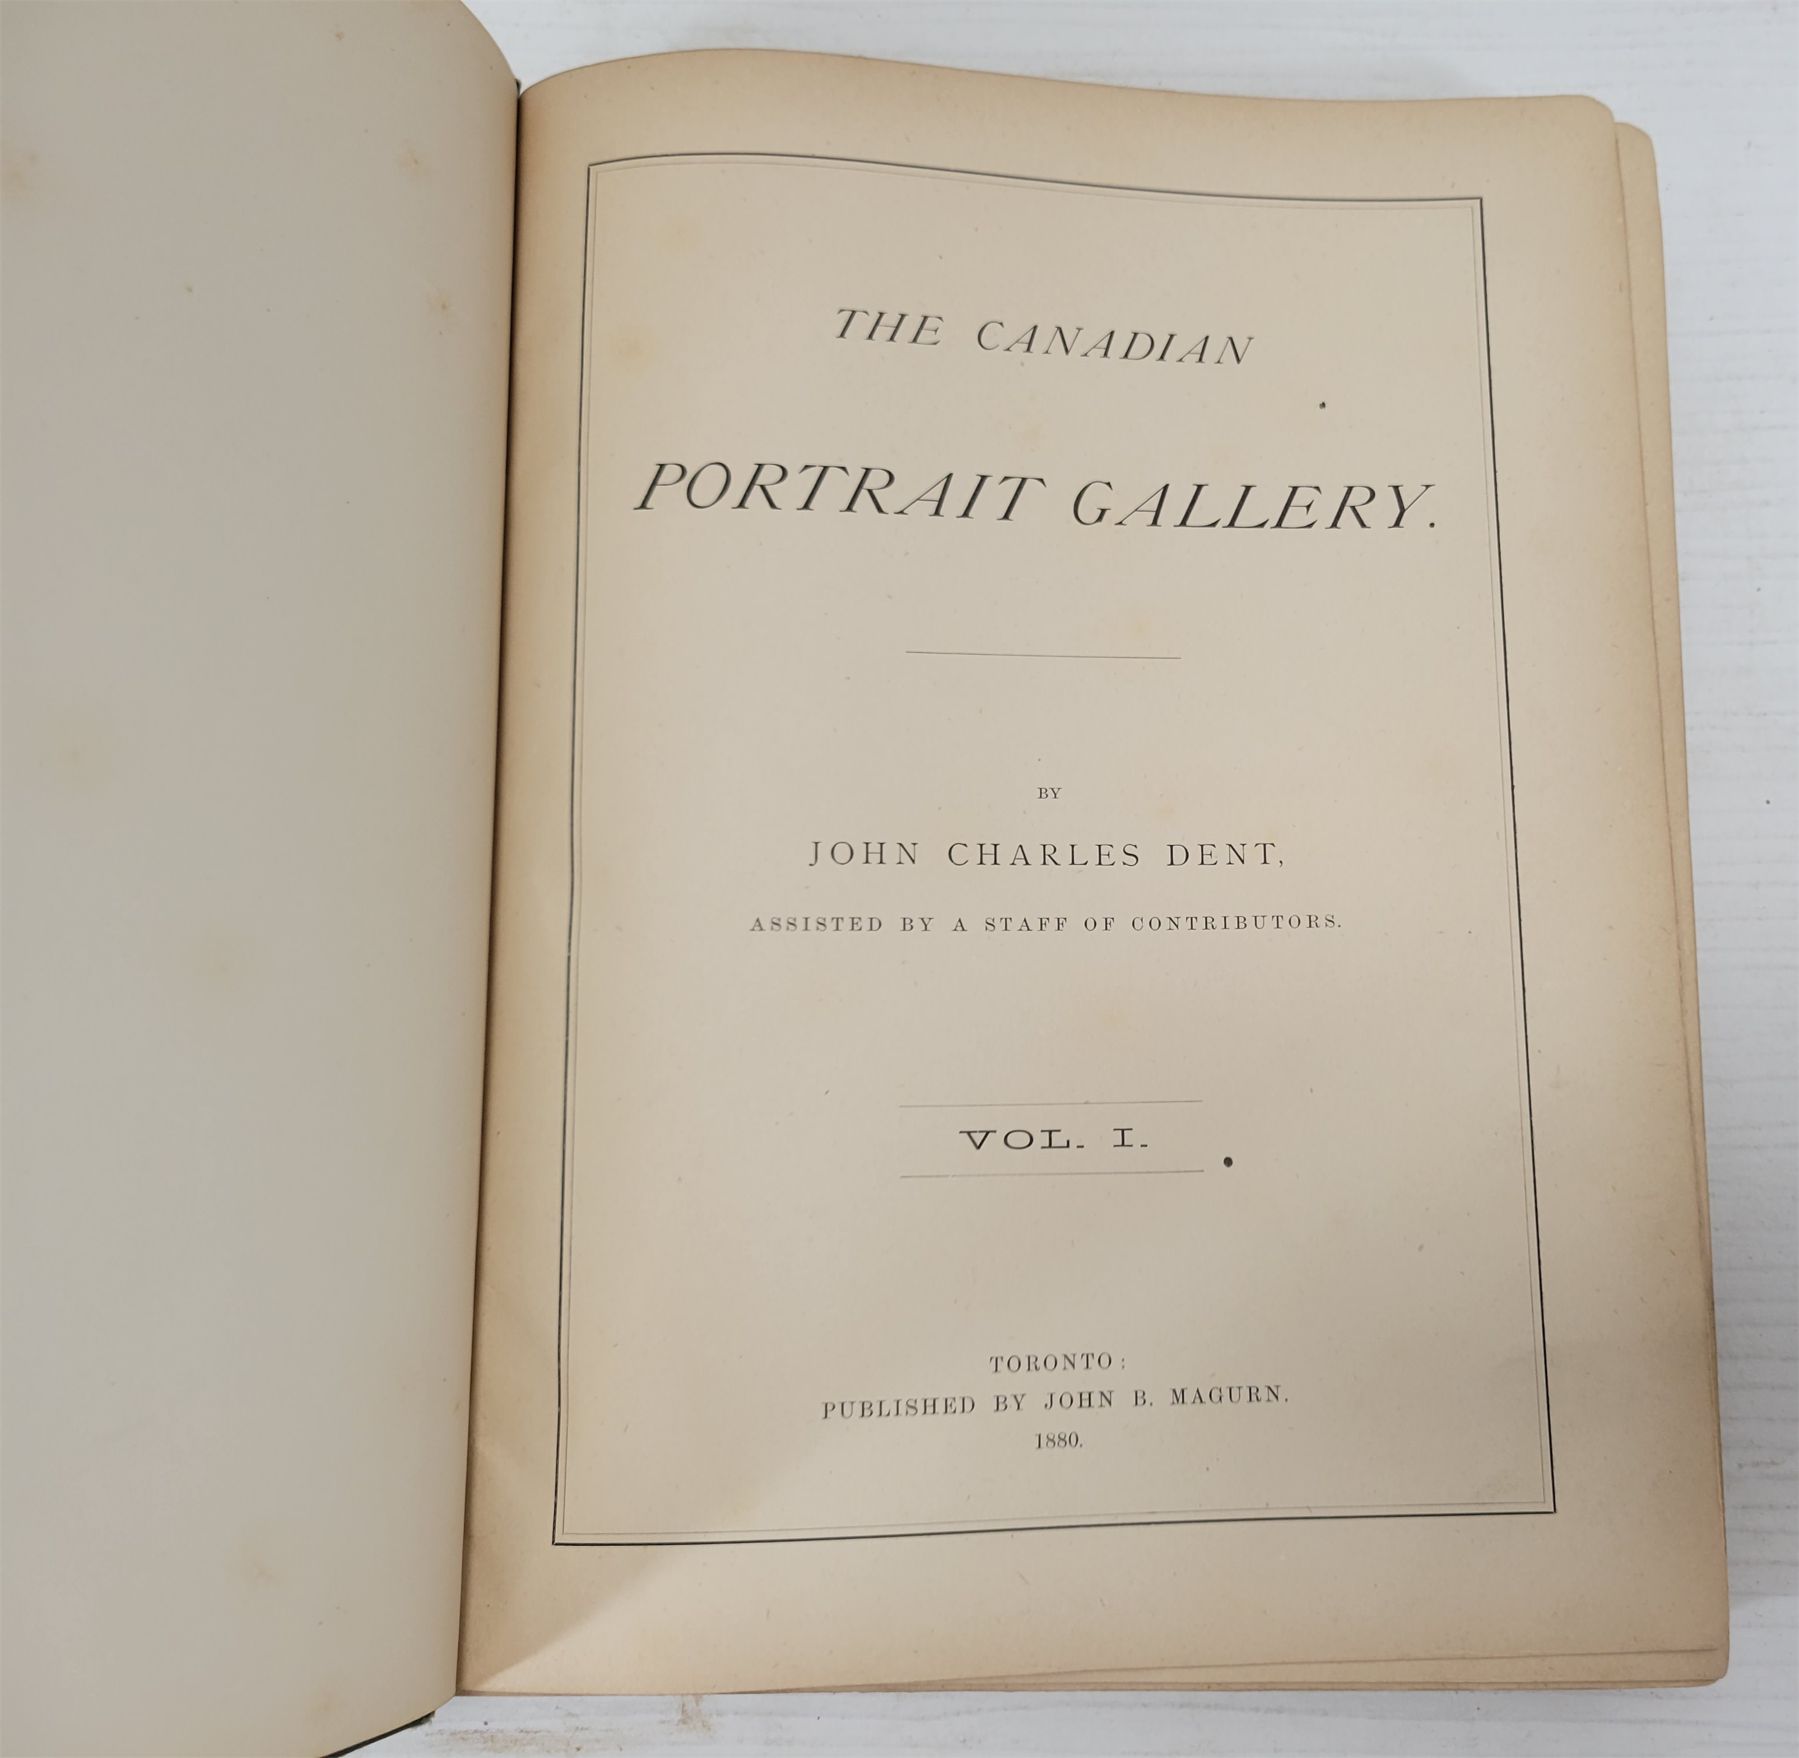 THE CANADIAN
PORTRAIT GALLERY.
BY
JOHN CHARLES DENT,
ASSISTED BY A STAFF OF CONTRIBUTORS.
VOL. I.
TORONTO:
PUBLISHED BY JOHN B. MAGURN.
1880.